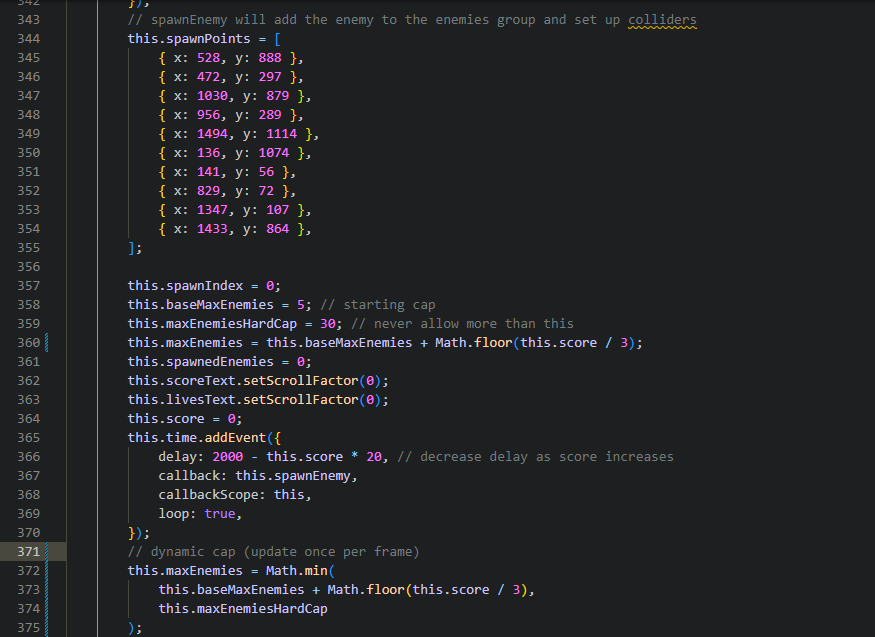 342 });
343 // spawnEnemy will add the enemy to the enemies group and set up colliders
344 this.spawnPoints = [
345 { x: 528, y: 888 },
346 { x: 472, y: 297 },
347 { x: 1030, y: 879 },
348 { x: 956, y: 289 },
349 { x: 1494, y: 1114 },
350 { x: 136, y: 1074 },
351 { x: 141, y: 56 },
352 { x: 829, y: 72 },
353 { x: 1347, y: 107 },
354 { x: 1433, y: 864 },
355 ];
356
357 this.spawnIndex = 0;
358 this.baseMaxEnemies = 5; // starting cap
359 this.maxEnemiesHardCap = 30; // never allow more than this
360 this.maxEnemies = this.baseMaxEnemies + Math.floor(this.score / 3);
361 this.spawnedEnemies = 0;
362 this.scoreText.setScrollFactor(0);
363 this.livesText.setScrollFactor(0);
364 this.score = 0;
365 this.time.addEvent({
366 delay: 2000 - this.score * 20, // decrease delay as score increases
367 callback: this.spawnEnemy,
368 callbackScope: this,
369 loop: true,
370 });
371 // dynamic cap (update once per frame)
372 this.maxEnemies = Math.min(
373 this.baseMaxEnemies + Math.floor(this.score / 3),
374 this.maxEnemiesHardCap
375 );